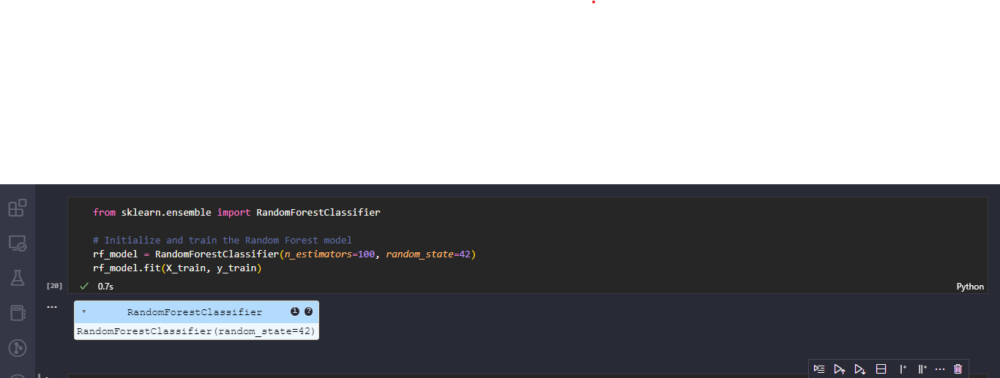 from sklearn.ensemble import RandomForestClassifier
# Initialize and train the Random Forest model
rf_model = RandomForestClassifier(n_estimators=100, random_state=42)
rf_model.fit(X_train, y_train)
[20] ✓ 0.7s Python
... ▾ RandomForestClassifier i ?
RandomForestClassifier(random_state=42)